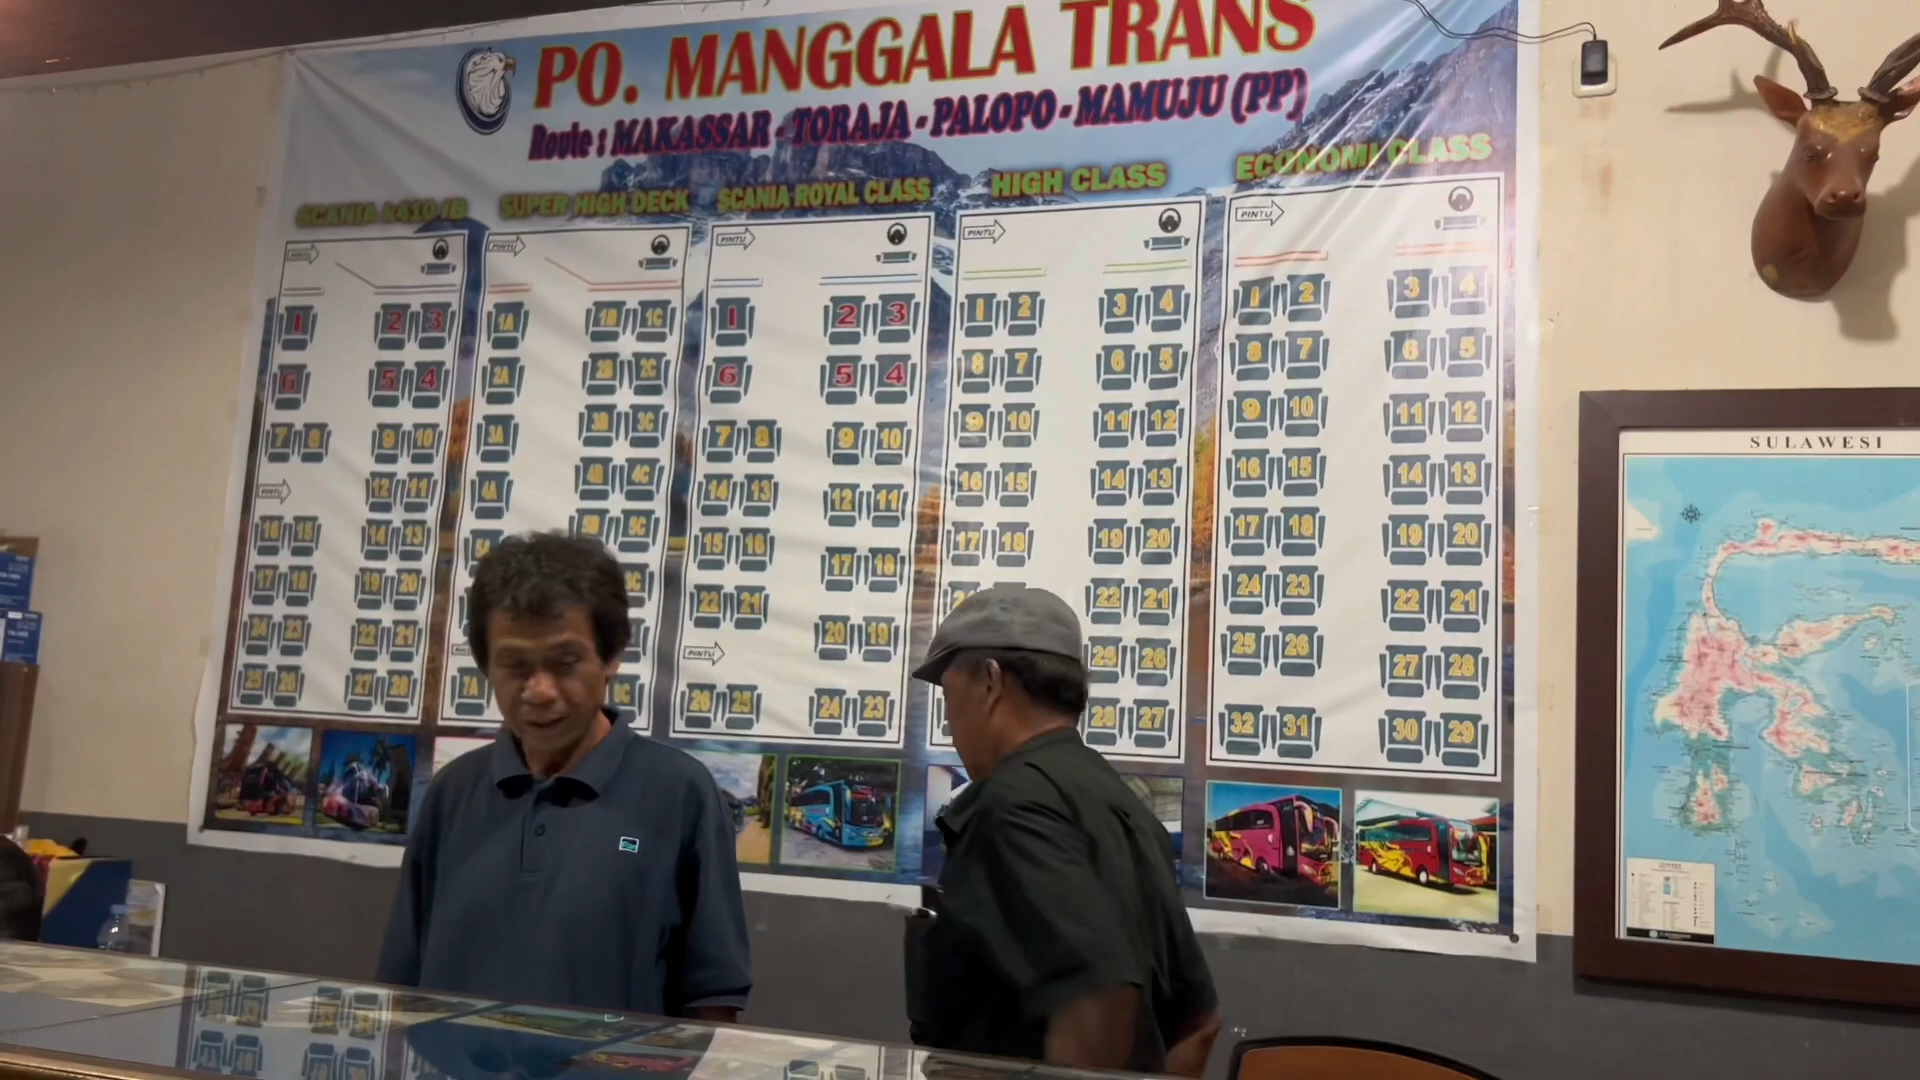 PO. MANGGALA TRANS
Route : MAKASSAR - TORAJA - PALOPO - MAMUJU (PP)
SCANIA K410 IB
SUPER HIGH DECK
SCANIA ROYAL CLASS
HIGH CLASS
ECONOMI CLASS
PINTU
1 2 3
6 5 4
7 8 9 10
PINTU 12 11
16 15 14 13
17 18 19 20
24 23 22 21
25 26 27 28
PINTU
1A 1B 1C
2A 2B 2C
3A 3B 3C
4A 4B 4C
5A 5B 5C
7A
PINTU
1 2 3
6 5 4
7 8 9 10
14 13 12 11
15 16 17 18
22 21 20 19
PINTU
26 25 24 23
PINTU
1 2 3 4
8 7 6 5
9 10 11 12
16 15 14 13
17 18 19 20
22 21
25 26
28 27
PINTU
1 2 3 4
8 7 6 5
9 10 11 12
16 15 14 13
17 18 19 20
24 23 22 21
25 26 27 28
32 31 30 29
SULAWESI